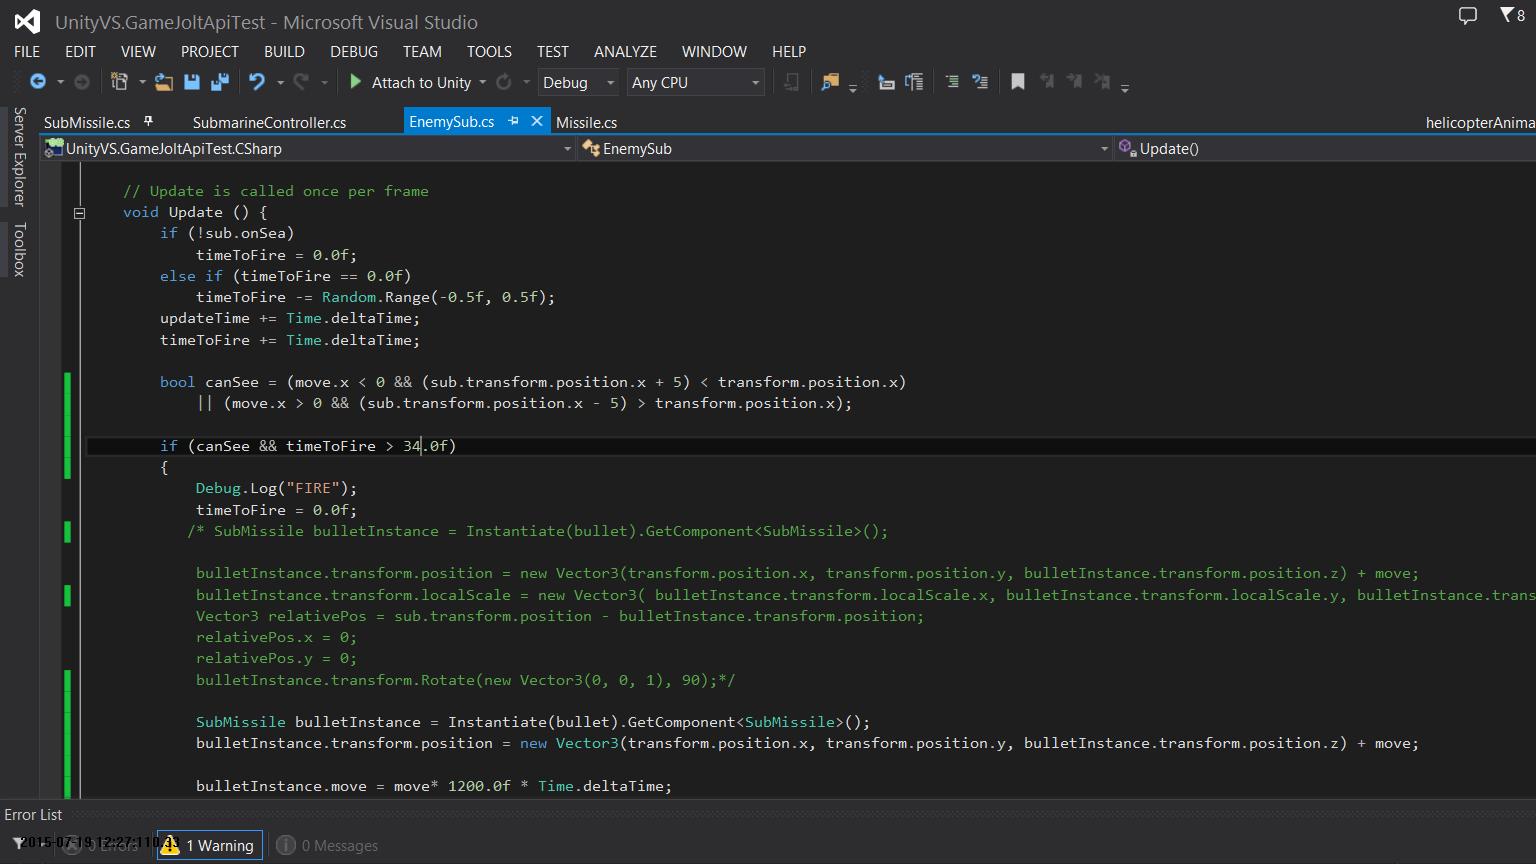 UnityVS.GameJoltApiTest - Microsoft Visual Studio
8
FILE EDIT VIEW PROJECT BUILD DEBUG TEAM TOOLS TEST ANALYZE WINDOW HELP
Attach to Unity Debug Any CPU
Server Explorer
Toolbox
SubMissile.cs SubmarineController.cs EnemySub.cs Missile.cs helicopterAnima
UnityVS.GameJoltApiTest.CSharp EnemySub Update()
// Update is called once per frame
void Update () {
if (!sub.onSea)
timeToFire = 0.0f;
else if (timeToFire == 0.0f)
timeToFire -= Random.Range(-0.5f, 0.5f);
updateTime += Time.deltaTime;
timeToFire += Time.deltaTime;
bool canSee = (move.x < 0 && (sub.transform.position.x + 5) < transform.position.x)
|| (move.x > 0 && (sub.transform.position.x - 5) > transform.position.x);
if (canSee && timeToFire > 34.0f)
{
Debug.Log("FIRE");
timeToFire = 0.0f;
/* SubMissile bulletInstance = Instantiate(bullet).GetComponent<SubMissile>();
bulletInstance.transform.position = new Vector3(transform.position.x, transform.position.y, bulletInstance.transform.position.z) + move;
bulletInstance.transform.localScale = new Vector3( bulletInstance.transform.localScale.x, bulletInstance.transform.localScale.y, bulletInstance.trans
Vector3 relativePos = sub.transform.position - bulletInstance.transform.position;
relativePos.x = 0;
relativePos.y = 0;
bulletInstance.transform.Rotate(new Vector3(0, 0, 1), 90);*/
SubMissile bulletInstance = Instantiate(bullet).GetComponent<SubMissile>();
bulletInstance.transform.position = new Vector3(transform.position.x, transform.position.y, bulletInstance.transform.position.z) + move;
bulletInstance.move = move* 1200.0f * Time.deltaTime;
Error List
0 Errors 1 Warning 0 Messages